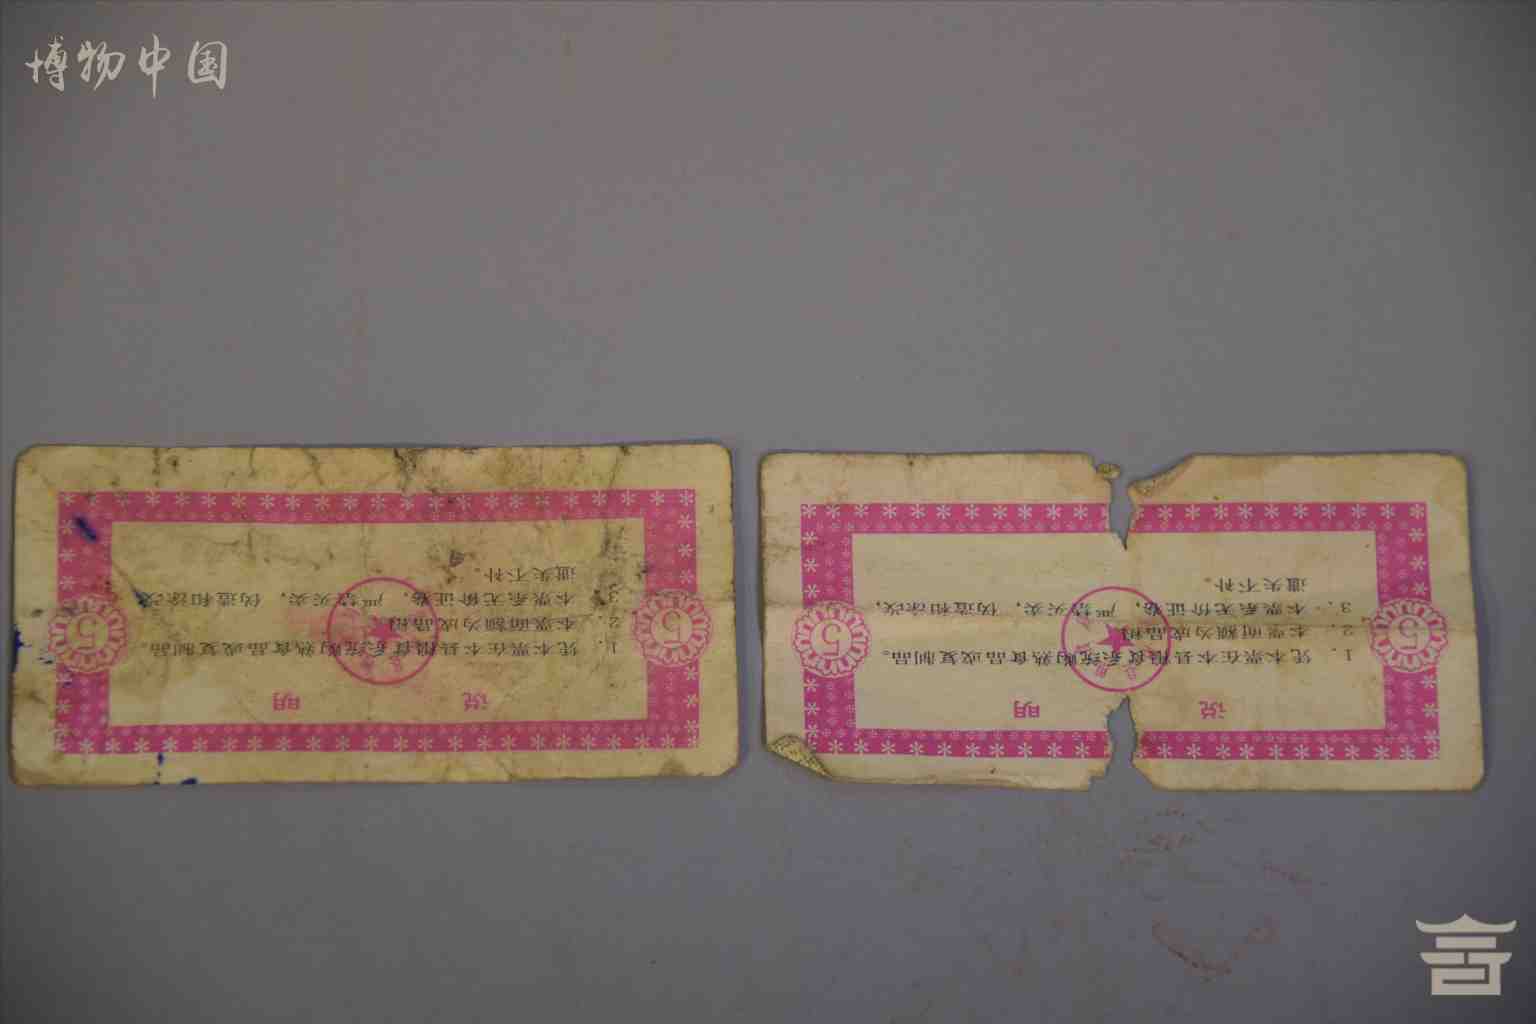 博物中国
说 明
1．凭本票在本县粮食系统购熟食品或复制品。
2．本票面额为成品粮。
3．本票系无价证卷，严禁买卖，伪造和涂改，
遗失不补。
5
5
说 明
1．凭本票在本县粮食系统购熟食品或复制品。
2．本票面额为成品粮。
3．本票系无价证卷，严禁买卖，伪造和涂改，
遗失不补。
5
5